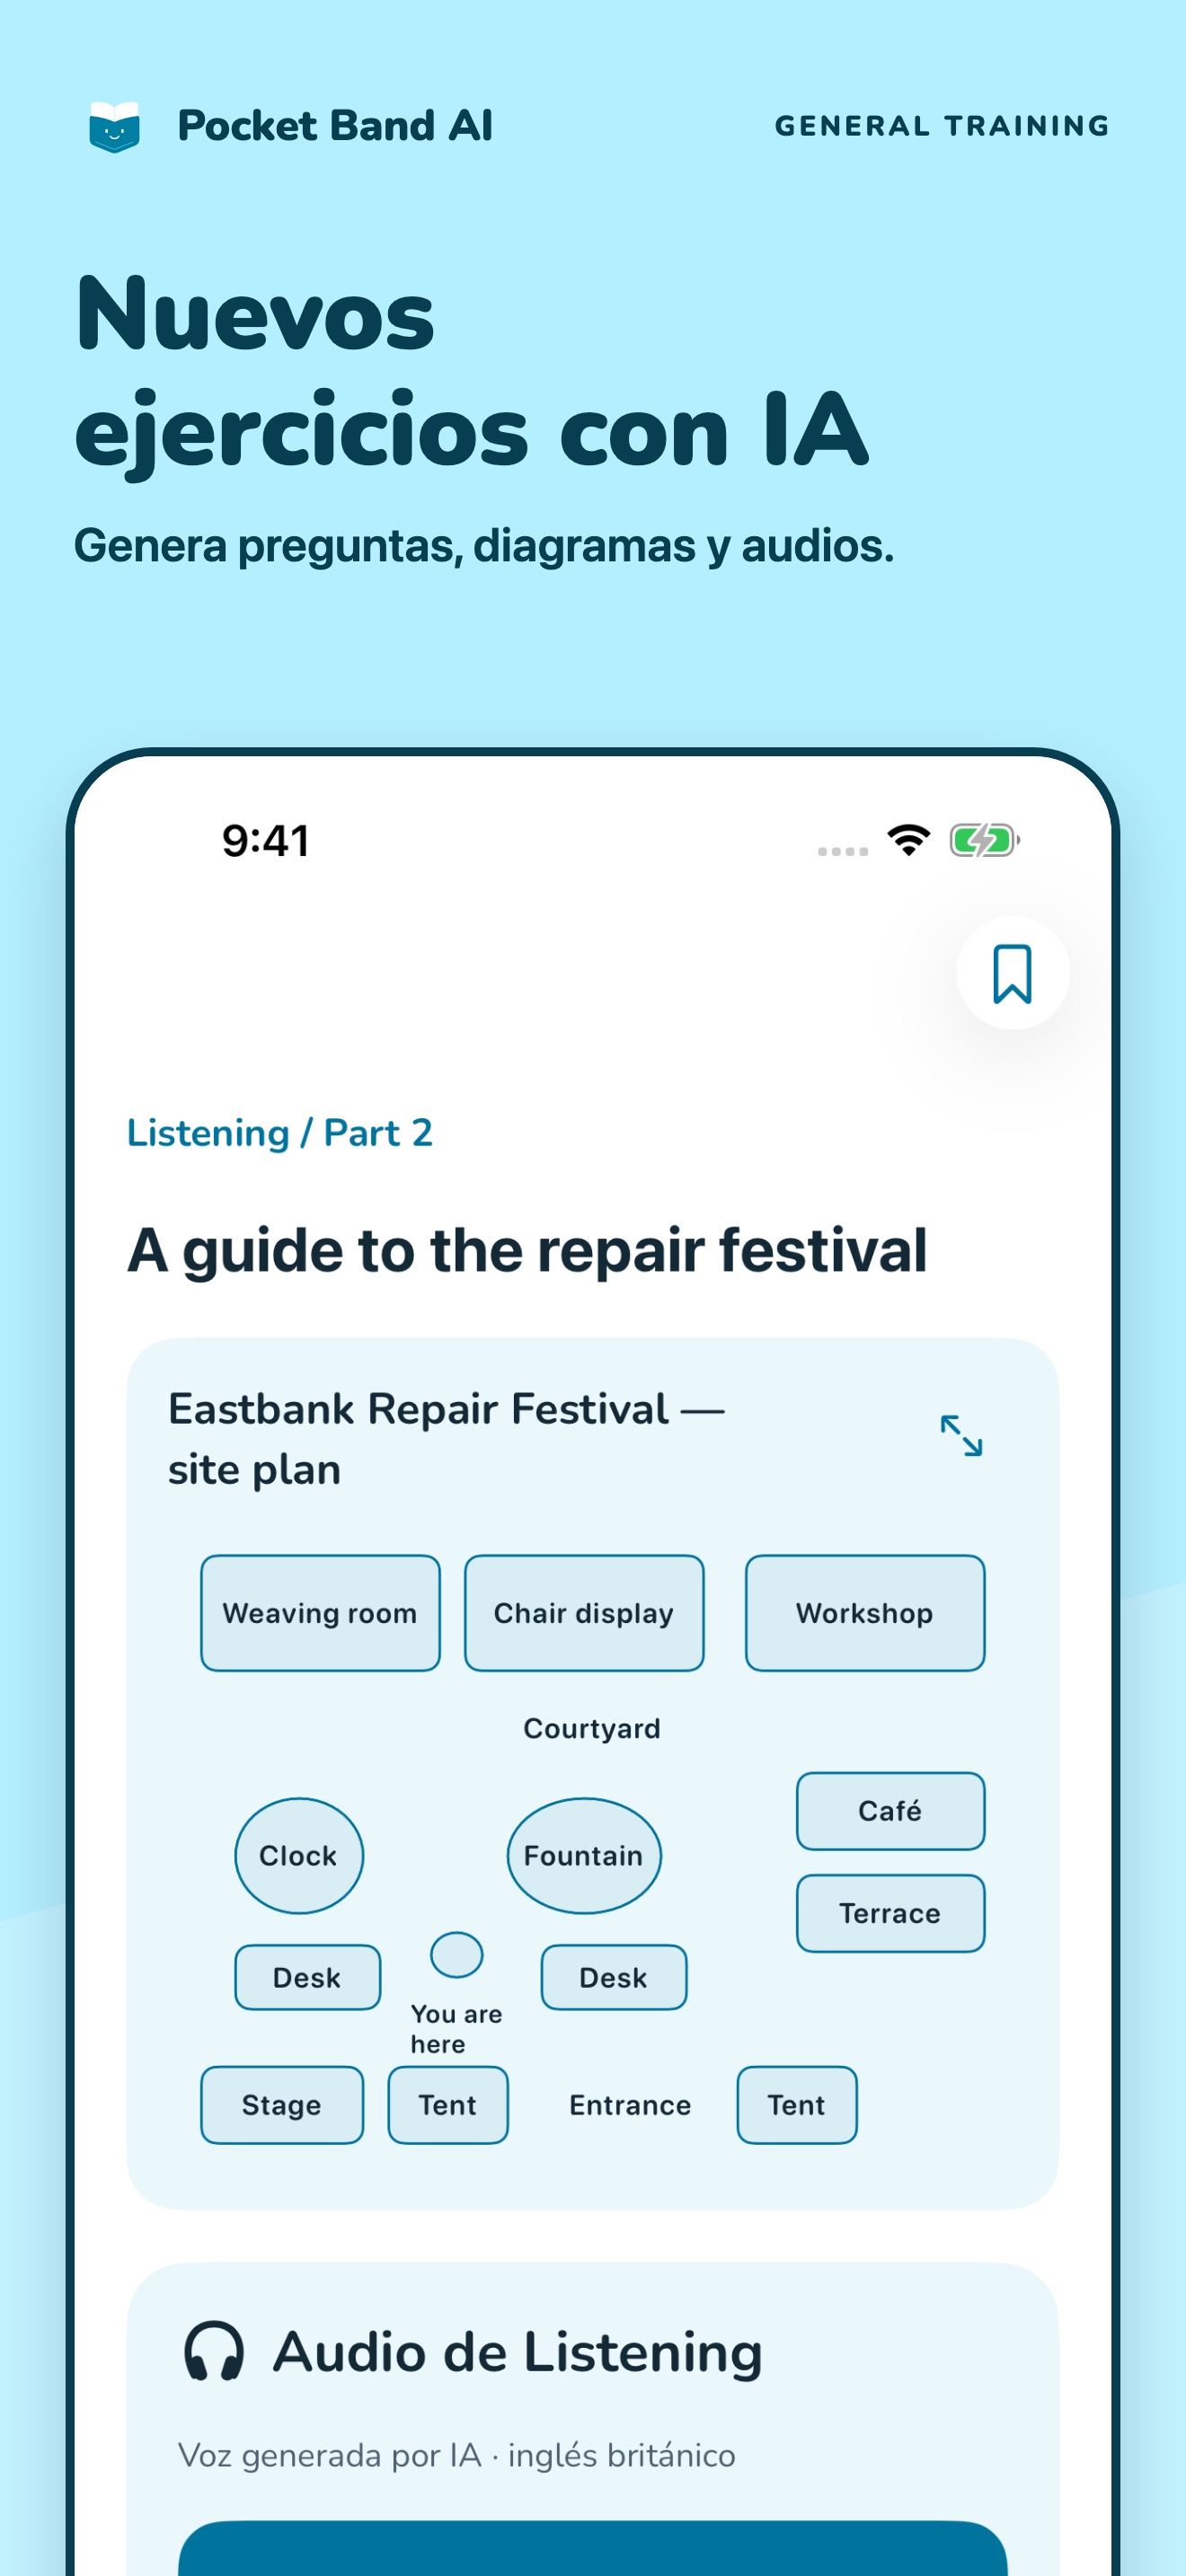 Pocket Band AI
GENERAL TRAINING
Nuevos
ejercicios con IA
Genera preguntas, diagramas y audios.
9:41
Listening / Part 2
A guide to the repair festival
Eastbank Repair Festival —
site plan
Weaving room
Chair display
Workshop
Courtyard
Café
Clock
Fountain
Terrace
Desk
Desk
You are
here
Stage
Tent
Entrance
Tent
Audio de Listening
Voz generada por IA · inglés británico